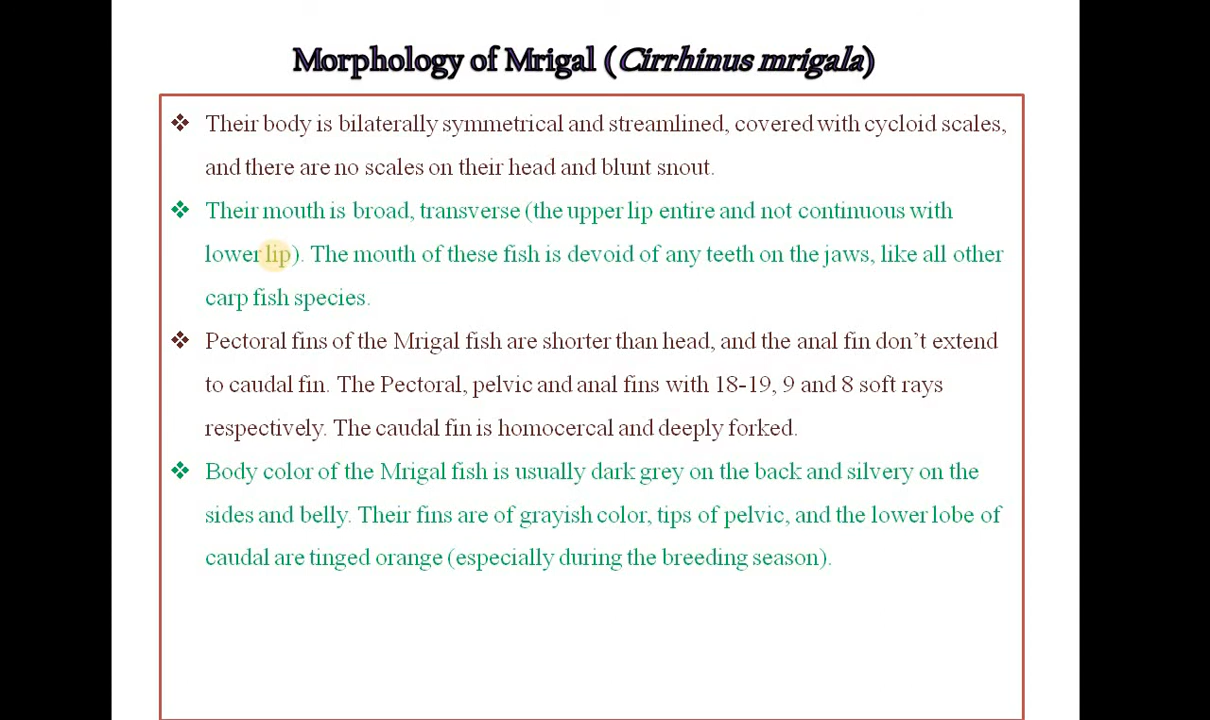 Morphology of Mrigal (Cirrhinus mrigala)
❖ Their body is bilaterally symmetrical and streamlined, covered with cycloid scales,
and there are no scales on their head and blunt snout.
❖ Their mouth is broad, transverse (the upper lip entire and not continuous with
lower lip). The mouth of these fish is devoid of any teeth on the jaws, like all other
carp fish species.
❖ Pectoral fins of the Mrigal fish are shorter than head, and the anal fin don’t extend
to caudal fin. The Pectoral, pelvic and anal fins with 18-19, 9 and 8 soft rays
respectively. The caudal fin is homocercal and deeply forked.
❖ Body color of the Mrigal fish is usually dark grey on the back and silvery on the
sides and belly. Their fins are of grayish color, tips of pelvic, and the lower lobe of
caudal are tinged orange (especially during the breeding season).